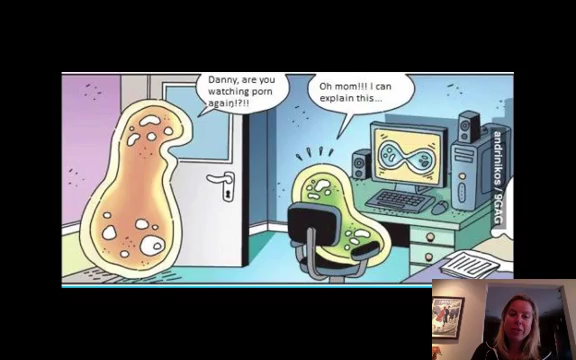 Danny, are you
watching porn
again!?!!
Oh mom!!! I can
explain this...
andrinikos / 9GAG